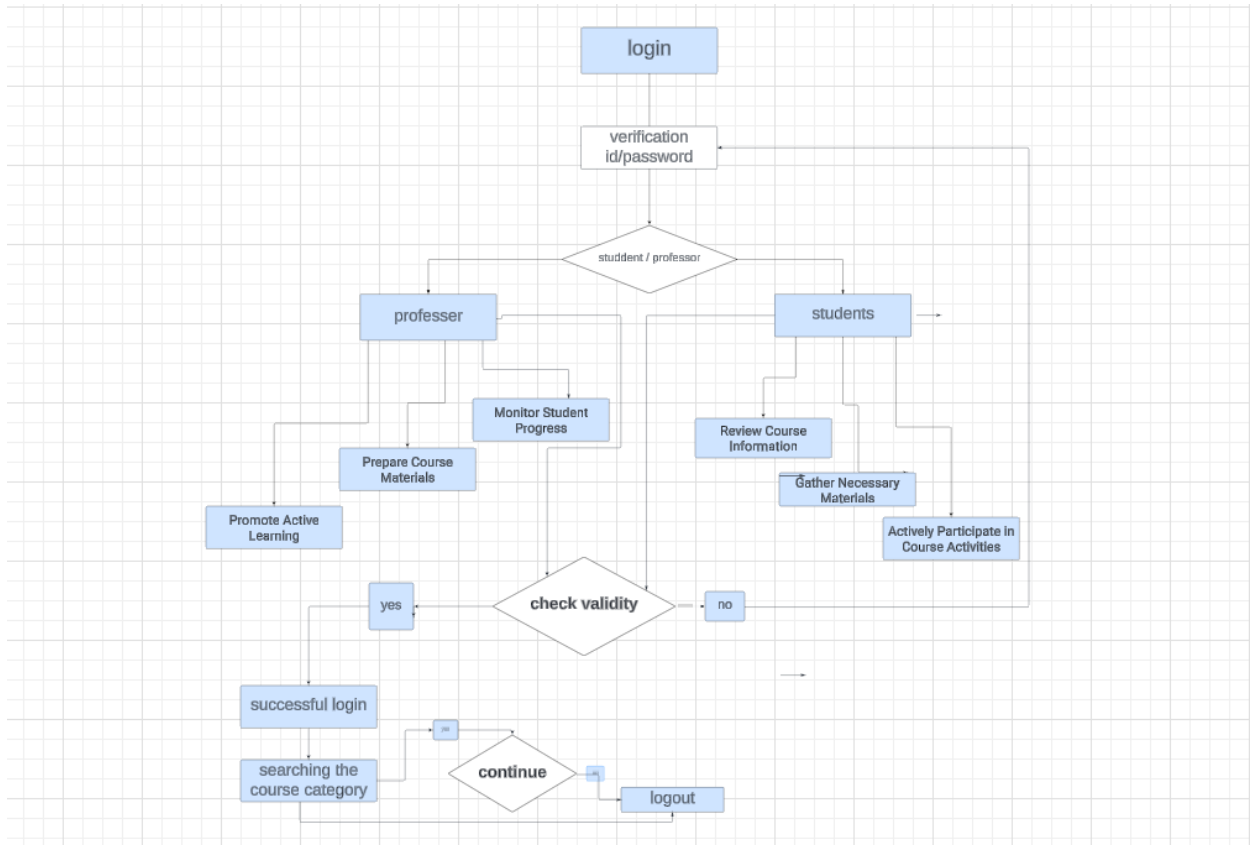 login
verification
id/password
studdent / professor
professer
students
Monitor Student
Progress
Review Course
Information
Prepare Course
Materials
Gather Necessary
Materials
Promote Active
Learning
Actively Participate in
Course Activities
check validity
yes
no
successful login
searching the
course category
continue
logout